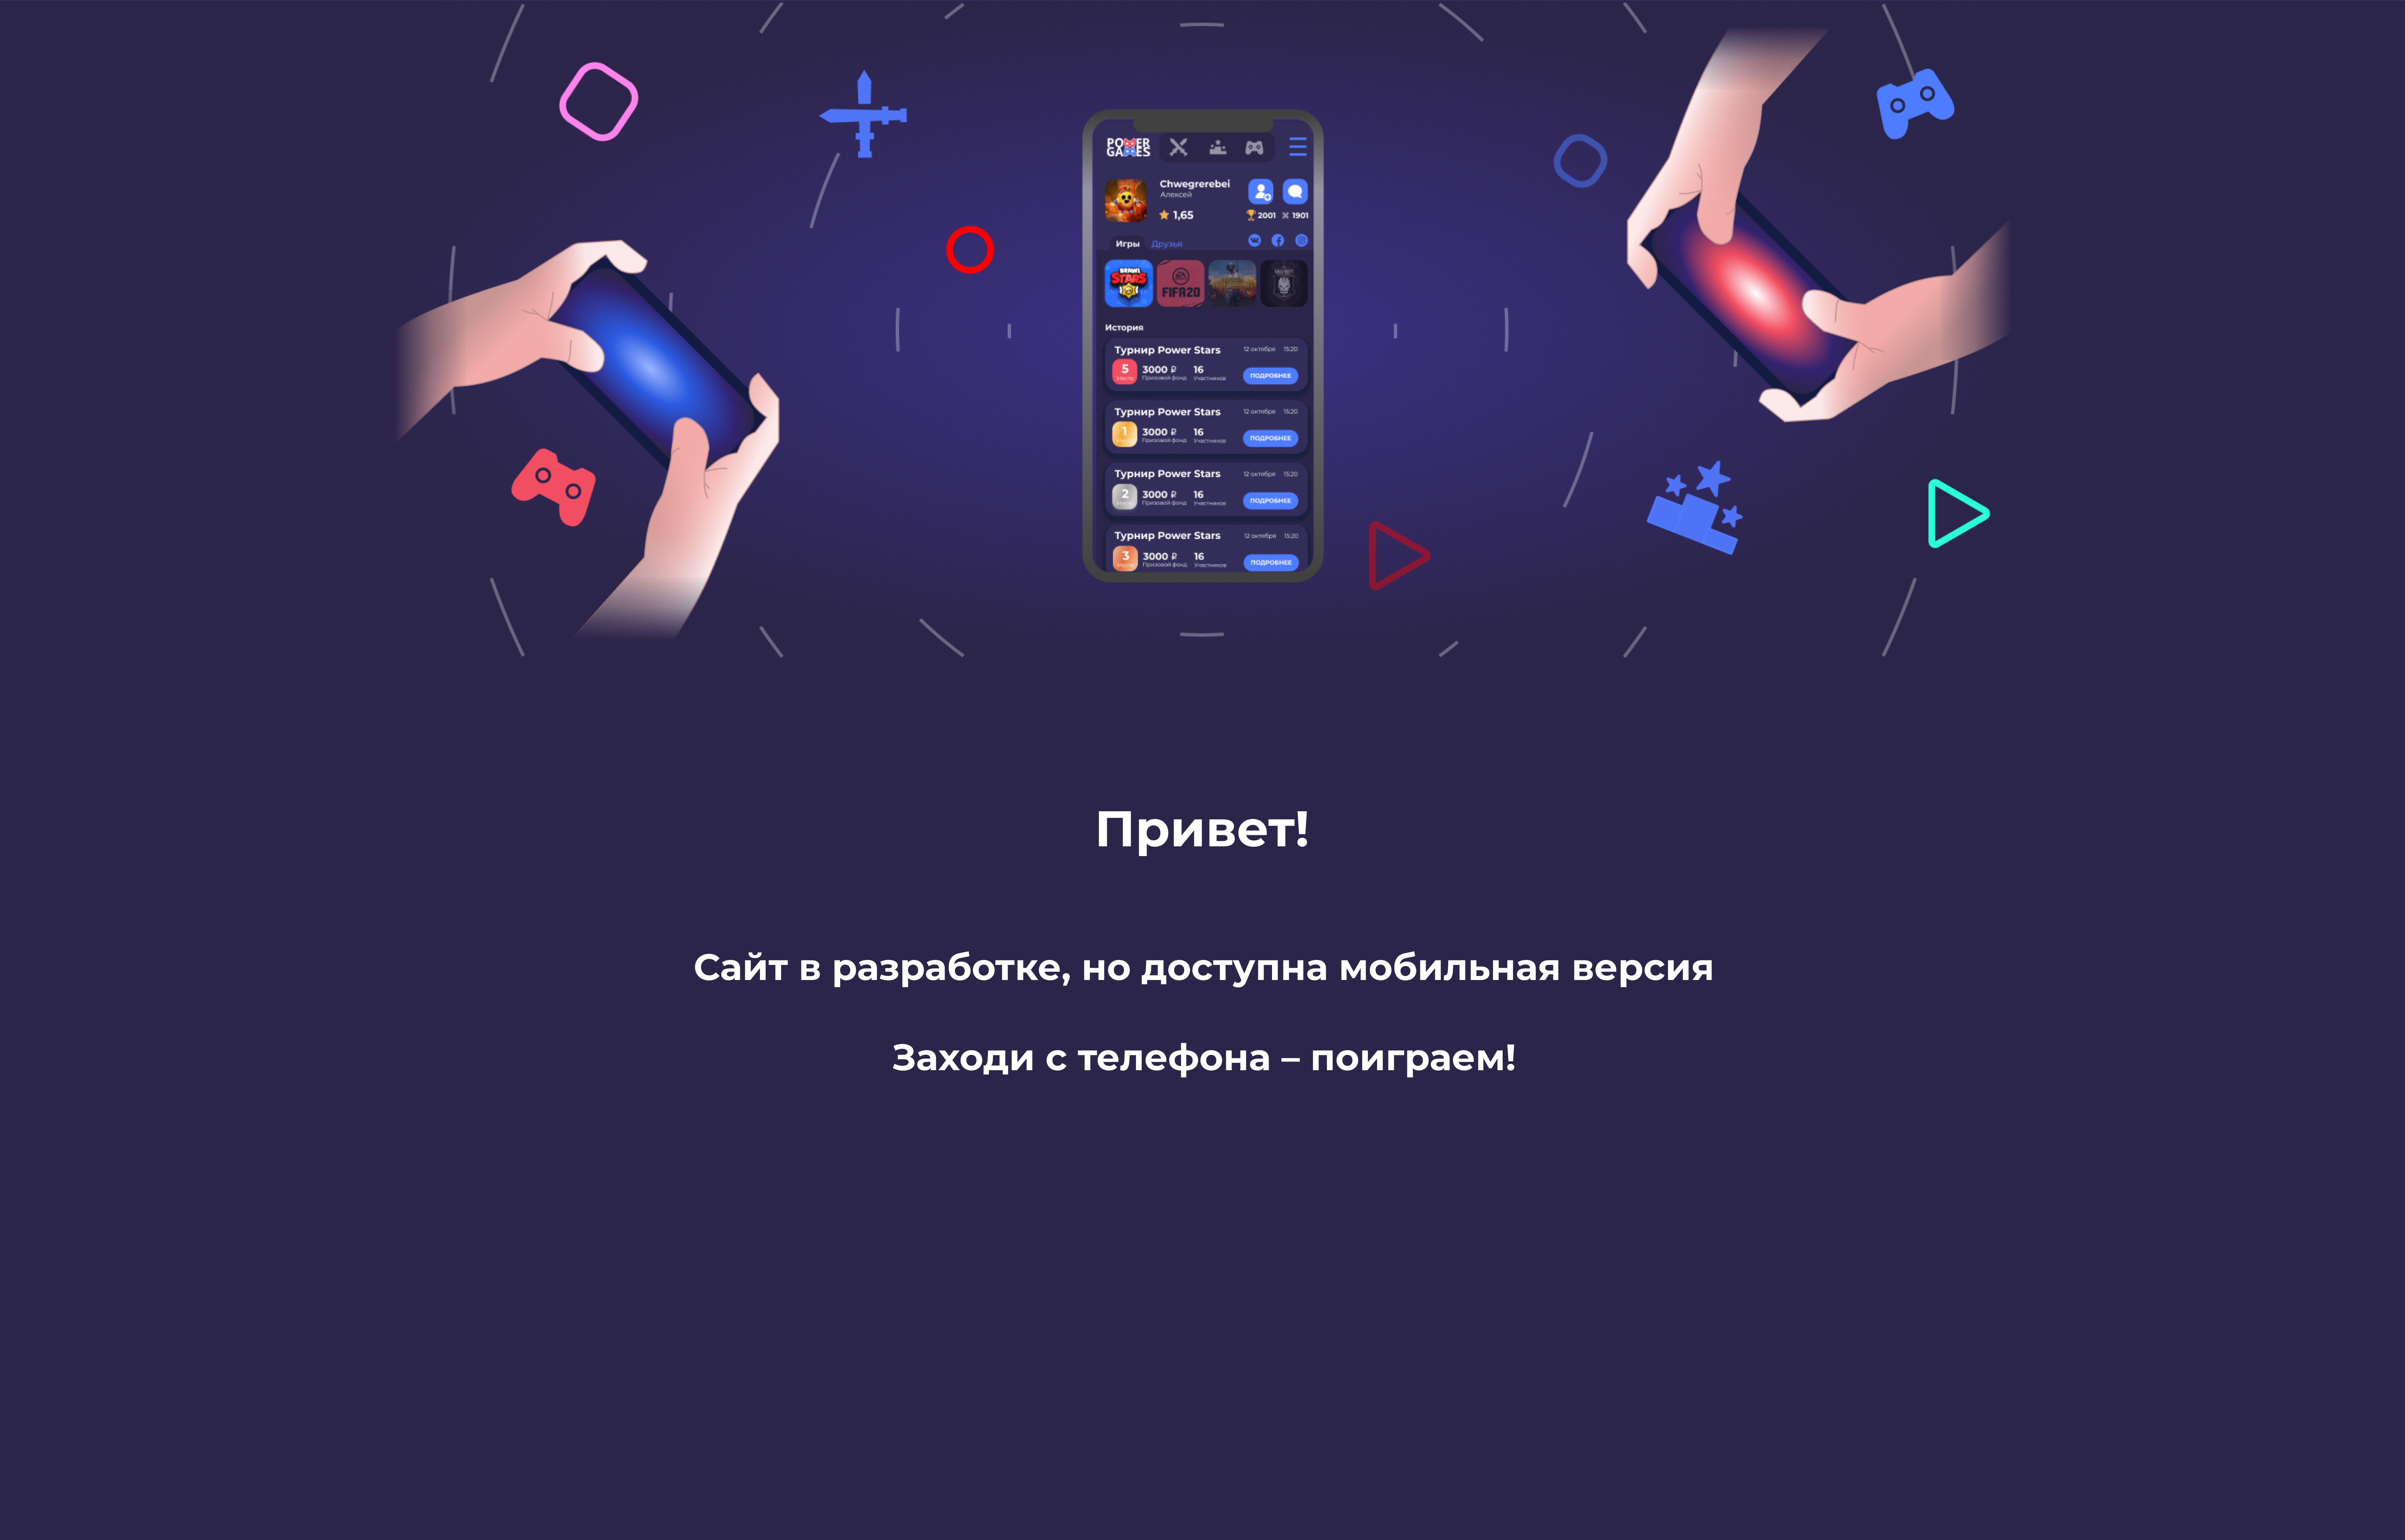 POWER
GAMES
Chwegrerebei
Алексей
1,65
2001
1901
Игры
Друзья
BRAWL
STARS
FIFA20
История
Турнир Power Stars
12 октября
15:20
5
Место
3000 ₽
Призовой фонд
16
Участников
ПОДРОБНЕЕ
Турнир Power Stars
12 октября
15:20
1
Место
3000 ₽
Призовой фонд
16
Участников
ПОДРОБНЕЕ
Турнир Power Stars
12 октября
15:20
2
Место
3000 ₽
Призовой фонд
16
Участников
ПОДРОБНЕЕ
Турнир Power Stars
12 октября
15:20
3
Место
3000 ₽
Призовой фонд
16
Участников
ПОДРОБНЕЕ
Привет!
Сайт в разработке, но доступна мобильная версия
Заходи с телефона – поиграем!